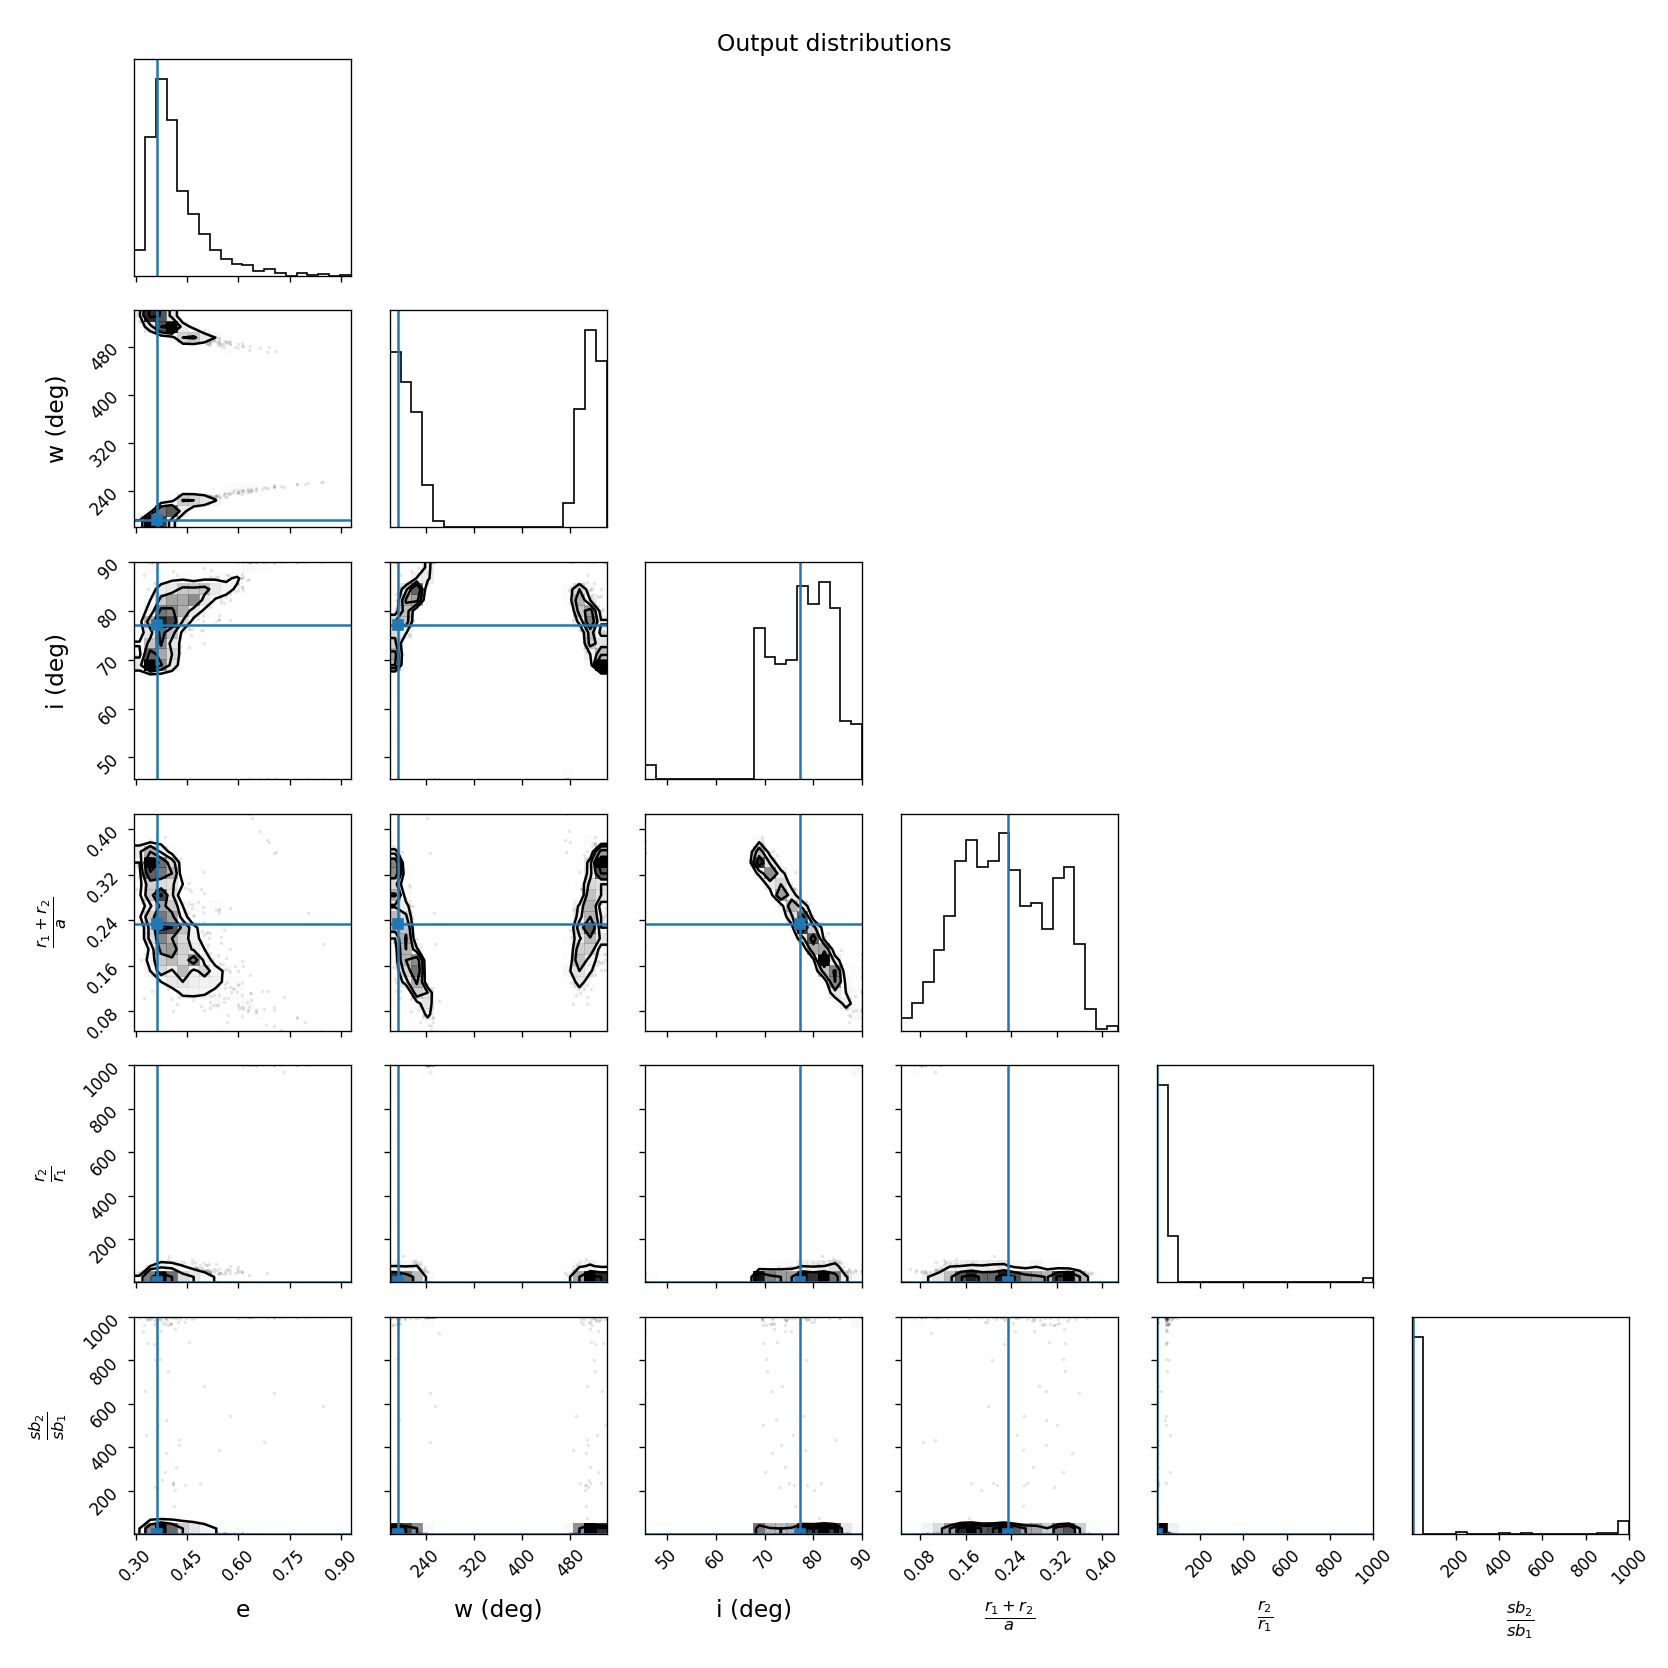 Output distributions
w (deg)
480
400
320
240
i (deg)
90
80
70
60
50
r₁ + r₂
a
0.40
0.32
0.24
0.16
0.08
r₂
r₁
1000
800
600
400
200
sb₂
sb₁
1000
800
600
400
200
0.30 0.45 0.60 0.75 0.90
240 320 400 480
50 60 70 80 90
0.08 0.16 0.24 0.32 0.40
200 400 600 800 1000
200 400 600 800 1000
e
w (deg)
i (deg)
r₁ + r₂
a
r₂
r₁
sb₂
sb₁